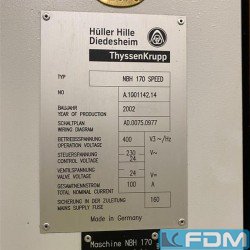 Hüller Hille
Diedesheim
ThyssenKrupp
TYP NBH 170 SPEED
NO A.1901142.14
BAUJAHR 2002
YEAR OF PRODUCTION
SCHALTPLAN AD.0075.0977
WIRING DIAGRAM
BETRIEBSSPANNUNG 400 V3~/Hz
OPERATION VOLTAGE
STEUERSPANNUNG 230 V~
CONTROL VOLTAGE 24
VENTILSPANNUNG 24 V=
VALVE VOLTAGE
GESAMTNENNSTROM 100 A
TOTAL NOMINAL CURRENT
SICHERUNG IN DER ZULEITUNG 160
MAINS SUPPLY FUSE
Made in Germany
Maschine NBH 170
FDM